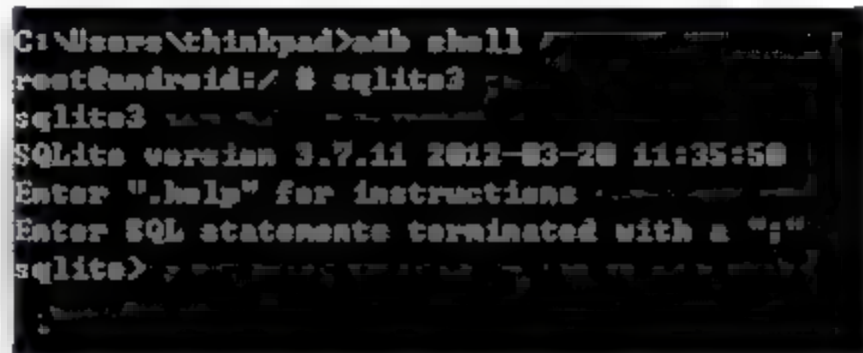 C:\Users\thinkpad>adb shell
root@android:/ # sqlite3
sqlite3
SQLite version 3.7.11 2012-03-20 11:35:50
Enter ".help" for instructions
Enter SQL statements terminated with a ";"
sqlite>